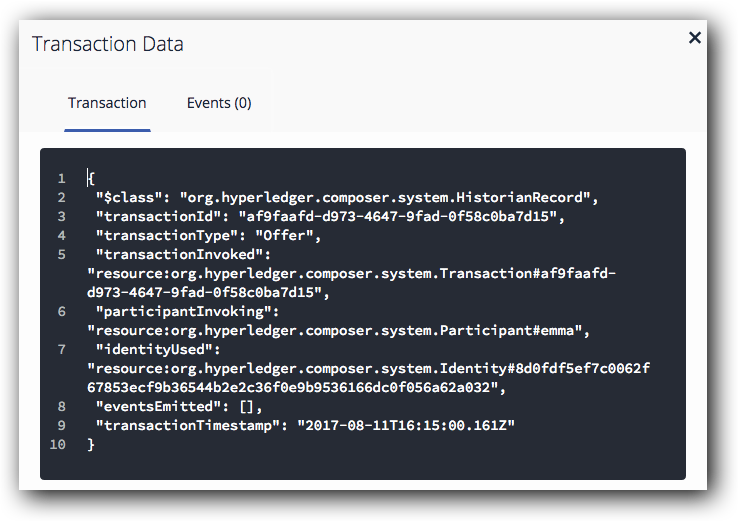 Transaction Data
×
Transaction Events (0)
1 {
2 "$class": "org.hyperledger.composer.system.HistorianRecord",
3 "transactionId": "af9faafd-d973-4647-9fad-0f58c0ba7d15",
4 "transactionType": "Offer",
5 "transactionInvoked":
"resource:org.hyperledger.composer.system.Transaction#af9faafd-
d973-4647-9fad-0f58c0ba7d15",
6 "participantInvoking":
"resource:org.hyperledger.composer.system.Participant#emma",
7 "identityUsed":
"resource:org.hyperledger.composer.system.Identity#8d0fdf5ef7c0062f
67853ecf9b36544b2e2c36f0e9b9536166dc0f056a62a032",
8 "eventsEmitted": [],
9 "transactionTimestamp": "2017-08-11T16:15:00.161Z"
10 }